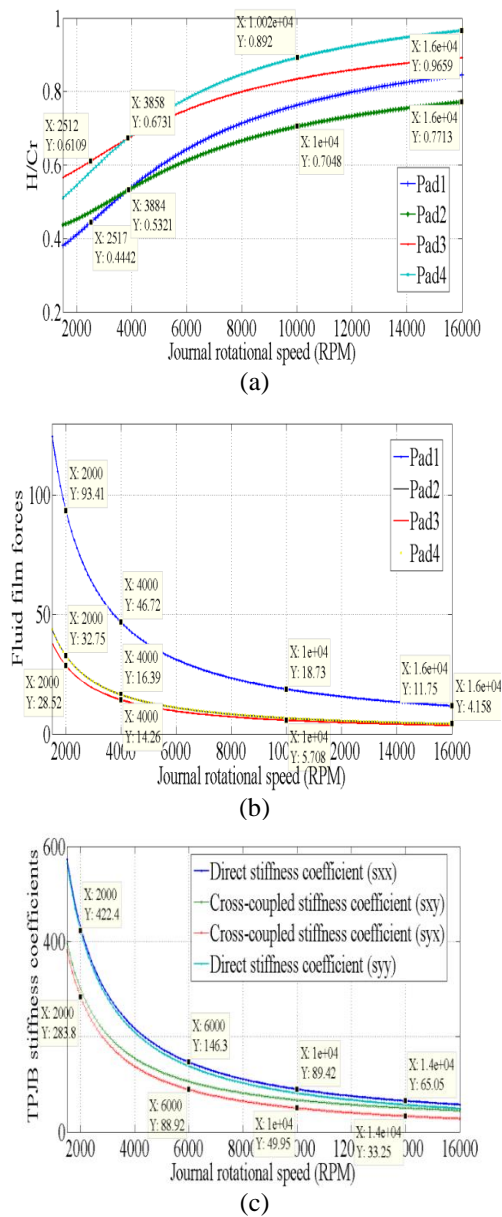 X: 1.002e+04
Y: 0.892
1
X: 3858
Y: 0.6731
X: 1.6e+04
Y: 0.9659
X: 2512
Y: 0.6109
0.8
H/Cr
0.6
X: 1.6e+04
Y: 0.7713
X: 1e+04
Y: 0.7048
X: 3884
Y: 0.5321
Pad1
Pad2
Pad3
Pad4
0.4
X: 2517
Y: 0.4442
0.2
2000 4000 6000 8000 10000 12000 14000 16000
Journal rotational speed (RPM)
(a)
Pad1
Pad2
Pad3
Pad4
X: 2000
Y: 93.41
100
Fluid film forces
X: 4000
Y: 46.72
50
X: 2000
Y: 32.75
X: 4000
Y: 16.39
X: 1e+04
Y: 18.73
X: 1.6e+04
Y: 11.75
X: 1.6e+04
Y: 4.158
X: 2000
Y: 28.52
X: 4000
Y: 14.26
X: 1e+04
Y: 5.708
0
2000 4000 6000 8000 10000 12000 14000 16000
Journal rotational speed (RPM)
(b)
600
Direct stiffness coefficient (sxx)
Cross-coupled stiffness coefficient (sxy)
Cross-coupled stiffness coefficient (syx)
Direct stiffness coefficient (syy)
X: 2000
Y: 422.4
400
TPJB stiffness coefficients
X: 2000
Y: 283.8
X: 6000
Y: 146.3
X: 1e+04
Y: 89.42
X: 1.4e+04
Y: 65.05
X: 6000
Y: 88.92
X: 1e+04
Y: 49.95
X: 1.4e+04
Y: 33.25
0
2000 4000 6000 8000 10000 12000 14000 16000
Journal rotational speed (RPM)
(c)